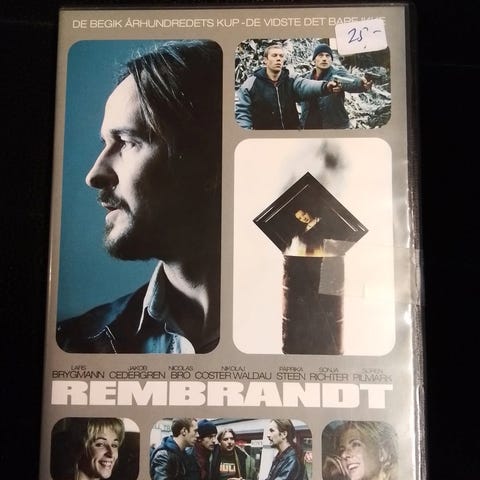 DE BEGIK ÅRHUNDREDETS KUP - DE VIDSTE DET BARE IKKE
25,-
LARS BRYGMANN JAKOB CEDERGREN NICOLAS BRO NIKOLAJ COSTER WALDAU PAPRIKA STEEN SONJA RICHTER SØREN PILMARK
REMBRANDT